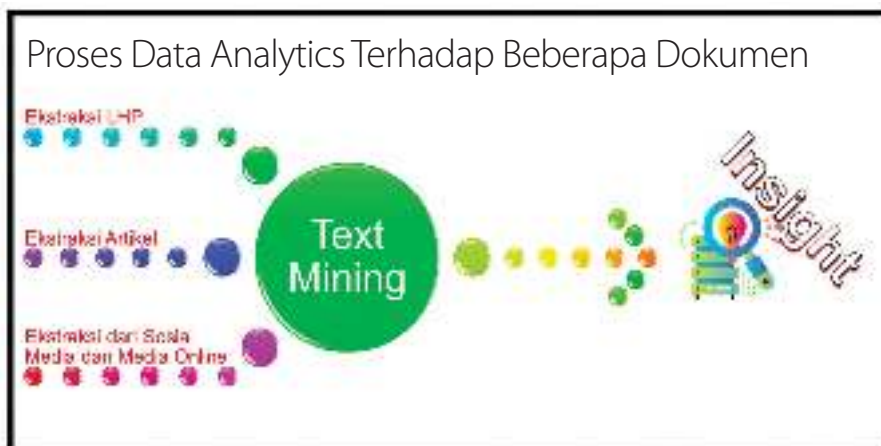 Proses Data Analytics Terhadap Beberapa Dokumen
Ekstraksi LHP
Ekstraksi Artikel
Ekstraksi dari Sosia
Media dan Media Online
Text
Mining
Insight